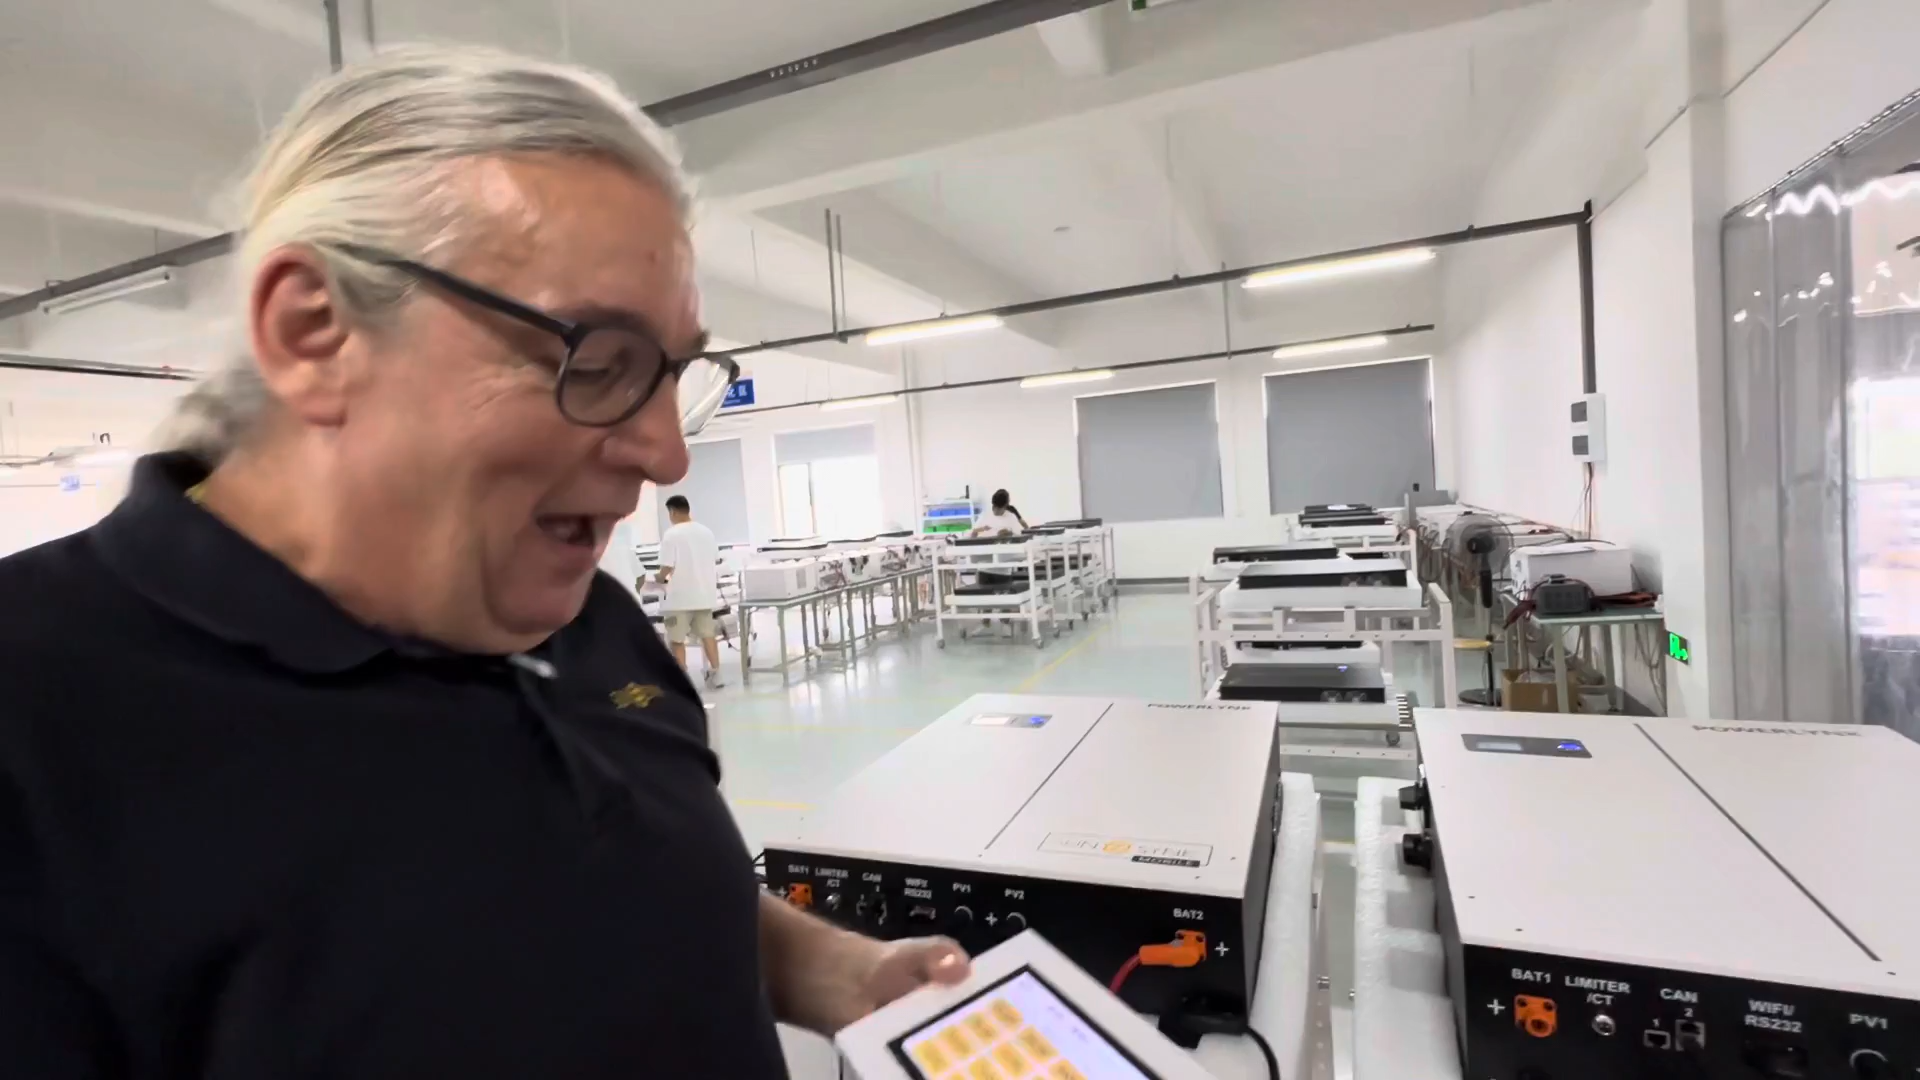 POWERLYNK
POWERLYNK
SUN SYNK
MOBILE
BAT1
LIMITER
/CT
CAN
WIFI/
RS232
PV1
PV2
+
BAT2
+
BAT1
LIMITER
/CT
CAN
1
2
WIFI/
RS232
PV1
+